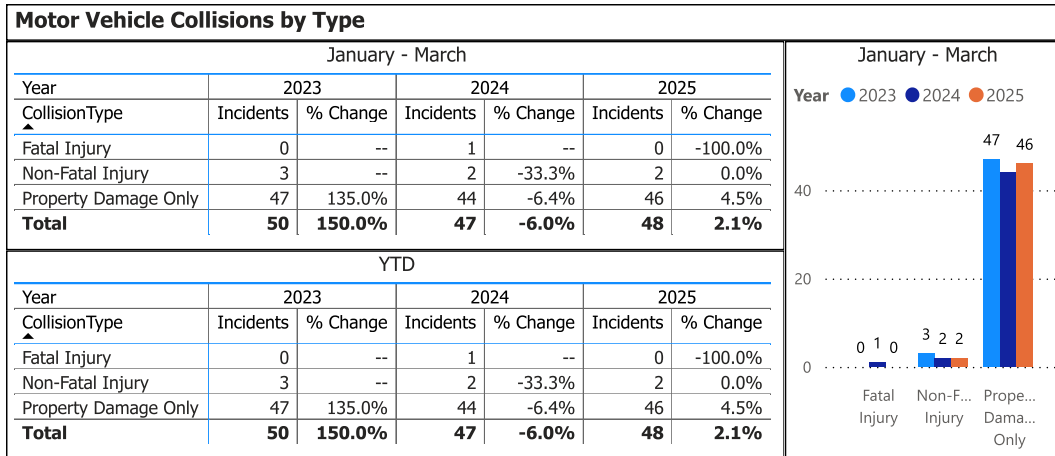 Motor Vehicle Collisions by Type
January - March
Year 2023 2024 2025
CollisionType Incidents % Change Incidents % Change Incidents % Change
Fatal Injury 0 -- 1 -- 0 -100.0%
Non-Fatal Injury 3 -- 2 -33.3% 2 0.0%
Property Damage Only 47 135.0% 44 -6.4% 46 4.5%
Total 50 150.0% 47 -6.0% 48 2.1%
YTD
Year 2023 2024 2025
CollisionType Incidents % Change Incidents % Change Incidents % Change
Fatal Injury 0 -- 1 -- 0 -100.0%
Non-Fatal Injury 3 -- 2 -33.3% 2 0.0%
Property Damage Only 47 135.0% 44 -6.4% 46 4.5%
Total 50 150.0% 47 -6.0% 48 2.1%
January - March
Year 2023 2024 2025
47 46
40
20
3 2 2
0 1 0
0
Fatal Non-F... Prope...
Injury Injury Dama...
Only